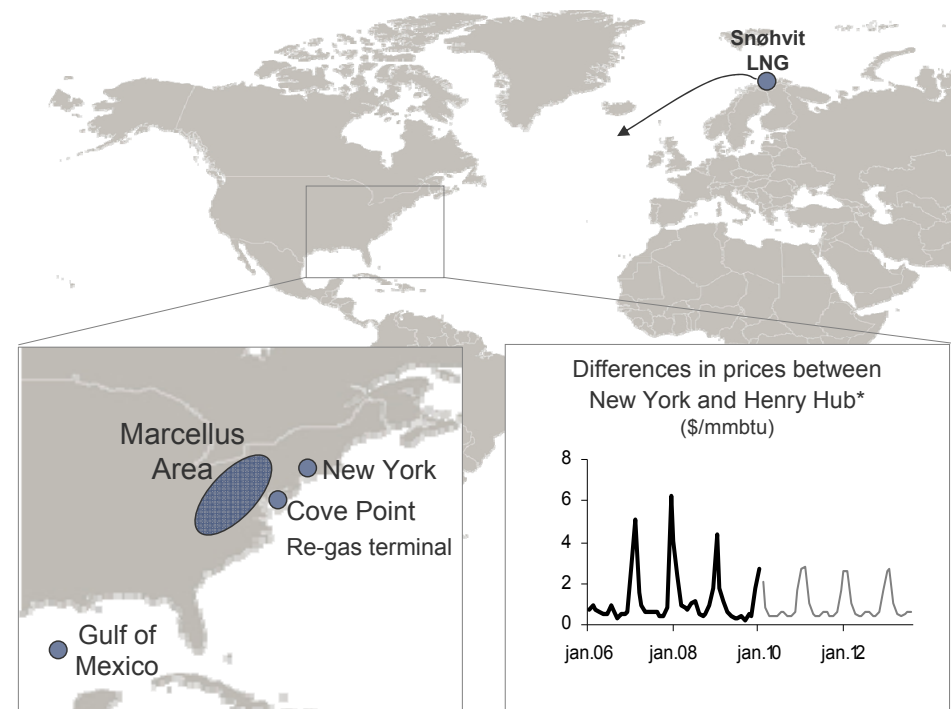 Snøhvit
LNG
Marcellus
Area
New York
Cove Point
Re-gas terminal
Gulf of
Mexico
Differences in prices between
New York and Henry Hub*
($/mmbtu)
8
6
4
2
0
jan.06 jan.08 jan.10 jan.12